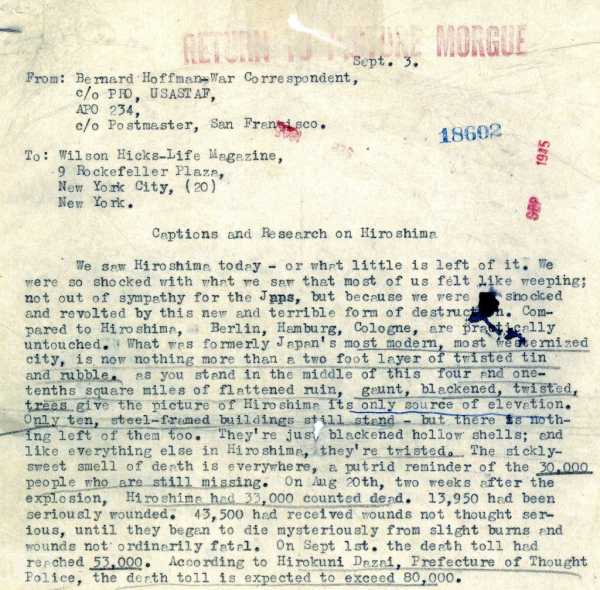 RETURN TO PICTURE MORGUE
Sept. 3.
From: Bernard Hoffman-War Correspondent,
c/o PRO, USASTAF,
APO 234,
c/o Postmaster, San Francisco.
18602
SEP 1945
To: Wilson Hicks-Life Magazine,
9 Rockefeller Plaza,
New York City, (20)
New York.
Captions and Research on Hiroshima
We saw Hiroshima today - or what little is left of it. We
were so shocked with what we saw that most of us felt like weeping;
not out of sympathy for the Japs, but because we were shocked
and revolted by this new and terrible form of destruction. Com-
pared to Hiroshima, Berlin, Hamburg, Cologne, are practically
untouched. What was formerly Japan's most modern, most westernized
city, is now nothing more than a two foot layer of twisted tin
and rubble. as you stand in the middle of this four and one-
tenths square miles of flattened ruin, gaunt, blackened, twisted,
trees give the picture of Hiroshima its only source of elevation.
Only ten, steel-framed buildings still stand - but there is noth-
ing left of them too. They're just blackened hollow shells; and
like everything else in Hiroshima, they're twisted. The sickly-
sweet smell of death is everywhere, a putrid reminder of the 30,000
people who are still missing. On Aug 20th, two weeks after the
explosion, Hiroshima had 33,000 counted dead. 13,950 had been
seriously wounded. 43,500 had received wounds not thought ser-
ious, until they began to die mysteriously from slight burns and
wounds not ordinarily fatal. On Sept 1st. the death toll had
reached 53,000. According to Hirokuni Dazai, Prefecture of Thought
Police, the death toll is expected to exceed 80,000.